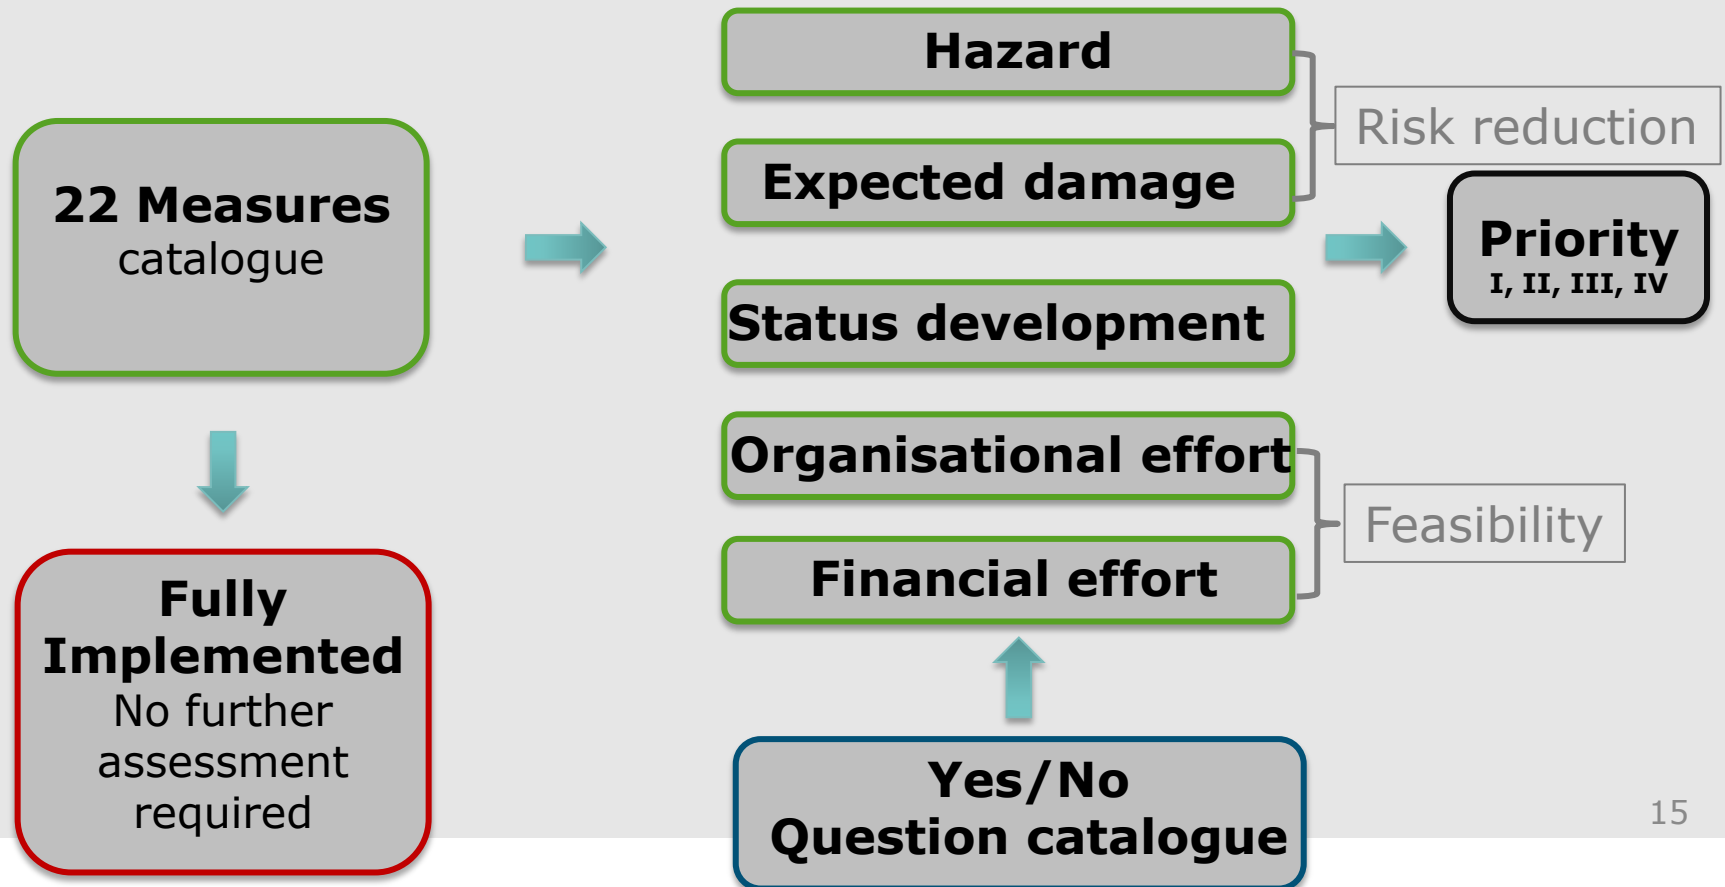 22 Measures
catalogue
Fully
Implemented
No further
assessment
required
Hazard
Expected damage
Status development
Organisational effort
Financial effort
Yes/No
Question catalogue
Risk reduction
Priority
I, II, III, IV
Feasibility
15